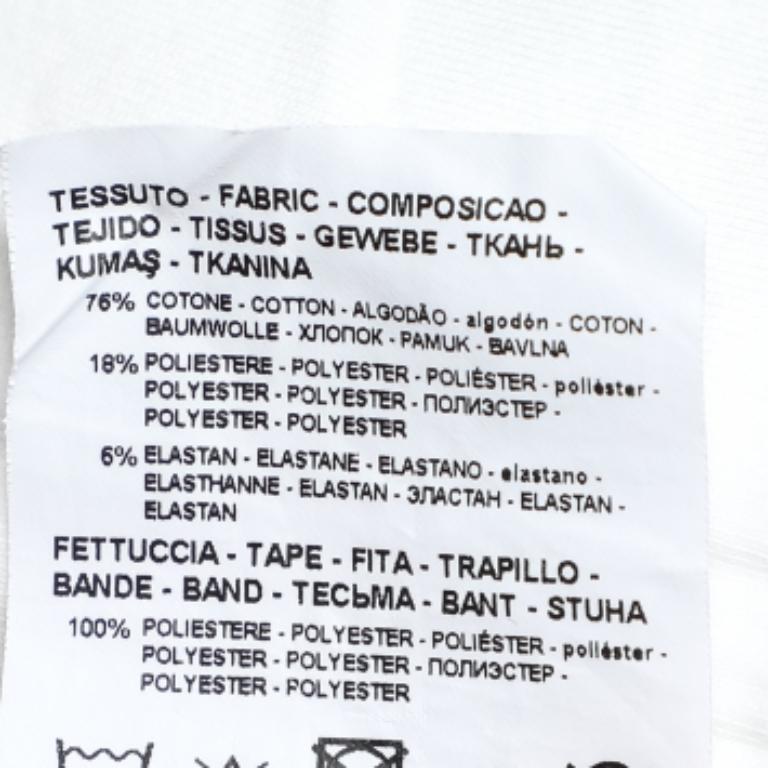 TESSUTO - FABRIC - COMPOSICAO -
TEJIDO - TISSUS - GEWEBE - ТКАНЬ -
KUMAŞ - TKANINA
76% COTONE - COTTON - ALGODÃO - algodón - COTON -
BAUMWOLLE - ХЛОПОК - PAMUK - BAVLNA
18% POLIESTERE - POLYESTER - POLIÉSTER - poliéster -
POLYESTER - POLYESTER - ПОЛИЭСТЕР -
POLYESTER - POLYESTER
6% ELASTAN - ELASTANE - ELASTANO - elastano -
ELASTHANNE - ELASTAN - ЭЛАСТАН - ELASTAN -
ELASTAN
FETTUCCIA - TAPE - FITA - TRAPILLO -
BANDE - BAND - ТЕСЬМА - BANT - STUHA
100% POLIESTERE - POLYESTER - POLIÉSTER - poliéster -
POLYESTER - POLYESTER - ПОЛИЭСТЕР -
POLYESTER - POLYESTER